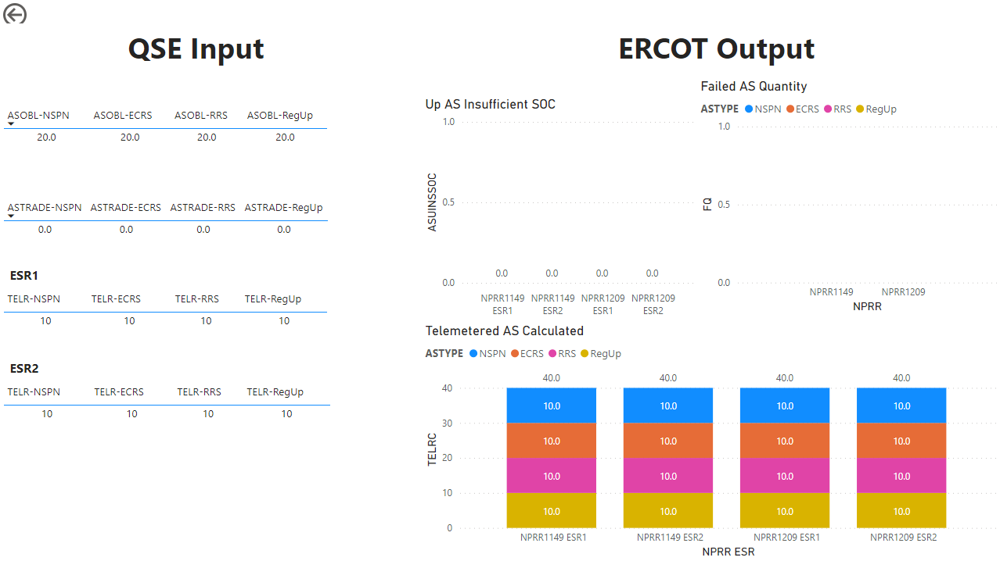 QSE Input
ASOBL-NSPN ASOBL-ECRS ASOBL-RRS ASOBL-RegUp
20.0 20.0 20.0 20.0
ASTRADE-NSPN ASTRADE-ECRS ASTRADE-RRS ASTRADE-RegUp
0.0 0.0 0.0 0.0
ESR1
TELR-NSPN TELR-ECRS TELR-RRS TELR-RegUp
10 10 10 10
ESR2
TELR-NSPN TELR-ECRS TELR-RRS TELR-RegUp
10 10 10 10
ERCOT Output
Up AS Insufficient SOC
ASUINSSOC
1.0
0.5
0.0
0.0 0.0 0.0 0.0
NPRR1149 NPRR1149 NPRR1209 NPRR1209
ESR1 ESR2 ESR1 ESR2
Failed AS Quantity
ASTYPE NSPN ECRS RRS RegUp
FQ
1.0
0.5
0.0
NPRR1149 NPRR1209
NPRR
Telemetered AS Calculated
ASTYPE NSPN ECRS RRS RegUp
TELRC
40.0 40.0 40.0 40.0
40
10.0 10.0 10.0 10.0
30
10.0 10.0 10.0 10.0
20
10.0 10.0 10.0 10.0
10
10.0 10.0 10.0 10.0
0
NPRR1149 ESR1 NPRR1149 ESR2 NPRR1209 ESR1 NPRR1209 ESR2
NPRR ESR